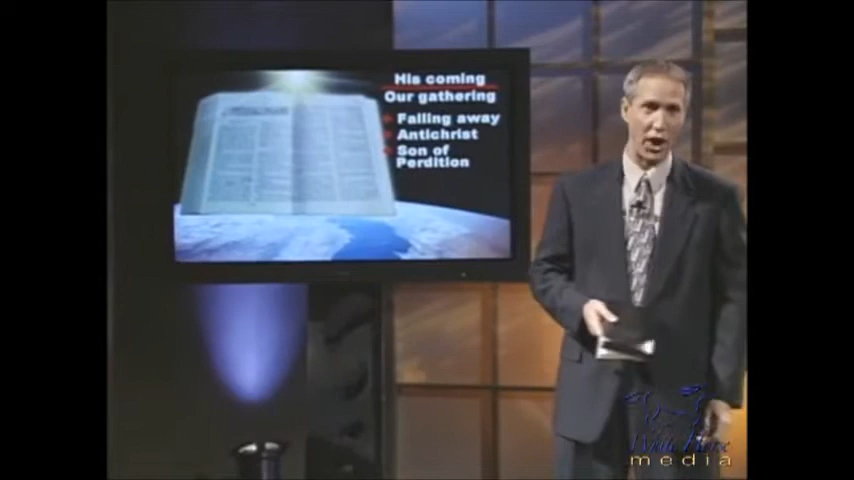 His coming
Our gathering
Falling away
Antichrist
Son of
Perdition
White Horse
media